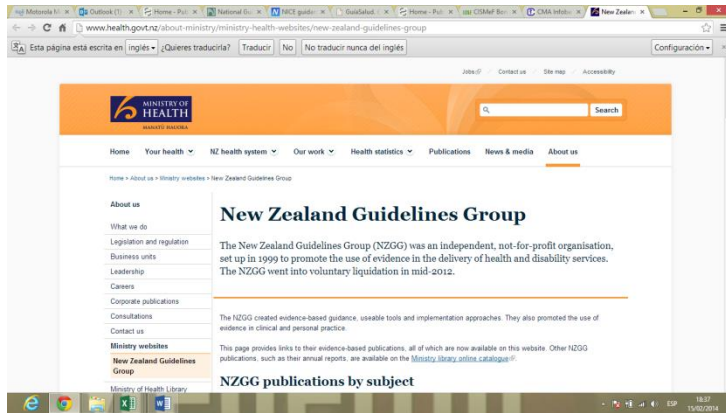 Motorola M
Outlook (1)
Home - Pub
National Gu
NICE guidan
GuiaSalud.
Home - Pub
CISMeF Bon
CMA Infoba
New Zealan
www.health.govt.nz/about-ministry/ministry-health-websites/new-zealand-guidelines-group
Esta página está escrita en inglés ¿Quieres traducirla? Traducir No No traducir nunca del inglés Configuración
Jobs Contact us Site map Accessibility
MINISTRY OF
HEALTH
MANATŪ HAUORA
Search
Home Your health NZ health system Our work Health statistics Publications News & media About us
Home > About us > Ministry websites > New Zealand Guidelines Group
About us
What we do
Legislation and regulation
Business units
Leadership
Careers
Corporate publications
Consultations
Contact us
Ministry websites
New Zealand Guidelines
Group
Ministry of Health Library
New Zealand Guidelines Group
The New Zealand Guidelines Group (NZGG) was an independent, not-for-profit organisation,
set up in 1999 to promote the use of evidence in the delivery of health and disability services.
The NZGG went into voluntary liquidation in mid-2012.
The NZGG created evidence-based guidance, useable tools and implementation approaches. They also promoted the use of
evidence in clinical and personal practice.
This page provides links to their evidence-based publications, all of which are now available on this website. Other NZGG
publications, such as their annual reports, are available on the Ministry library online catalogue.
NZGG publications by subject
ESP
18:37
15/02/2014